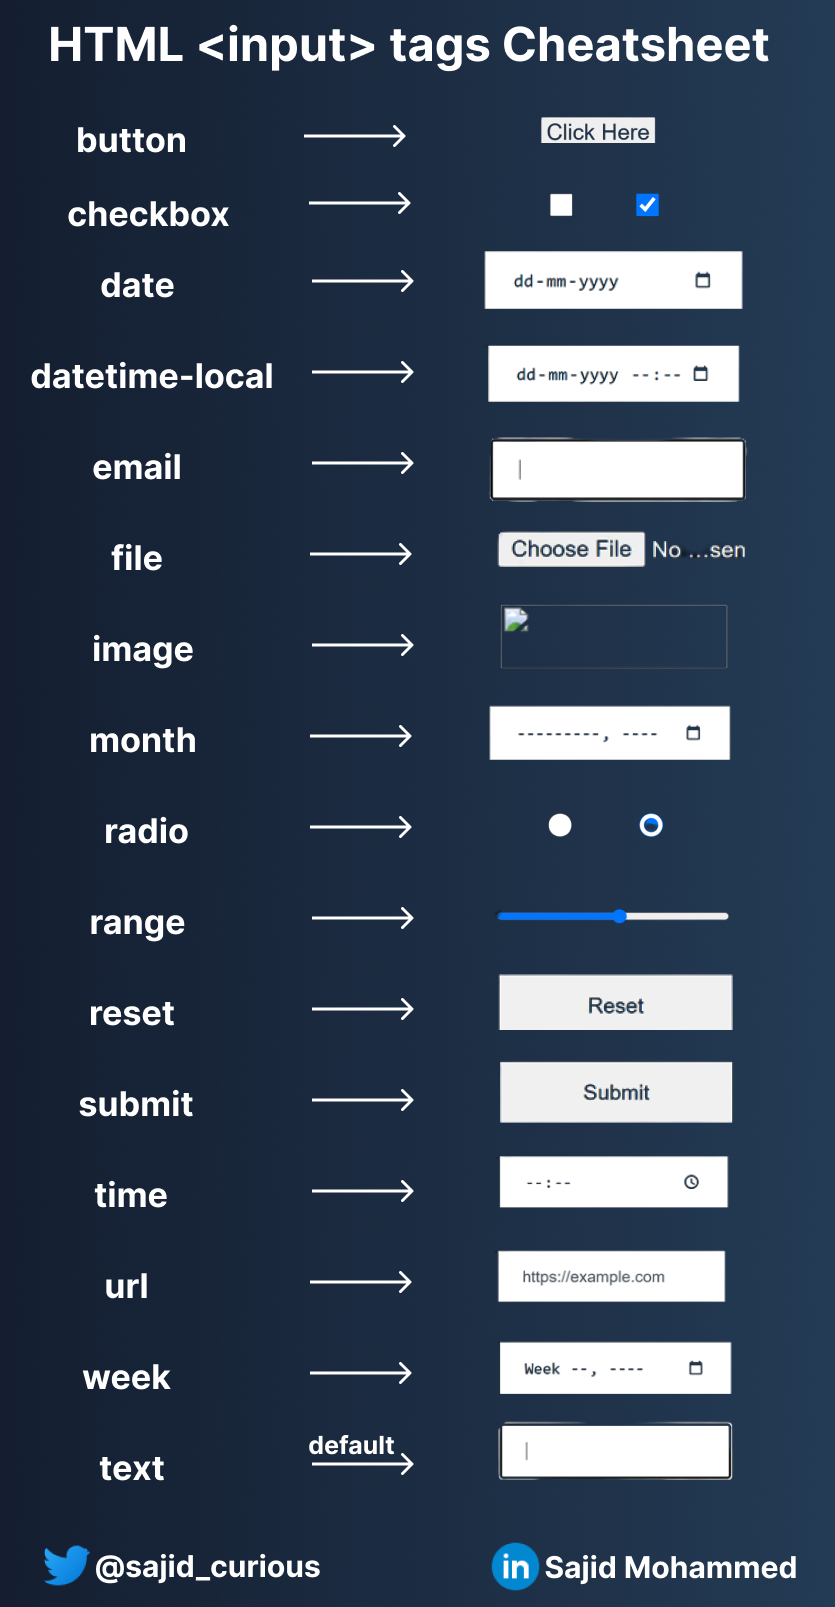 HTML <input> tags Cheatsheet
button Click Here
checkbox
date dd-mm-yyyy
datetime-local dd-mm-yyyy --:--
email
file Choose File No ...sen
image
month ---------, ----
radio
range
reset Reset
submit Submit
time --:--
url https://example.com
week Week --, ----
default
text
@sajid_curious in Sajid Mohammed